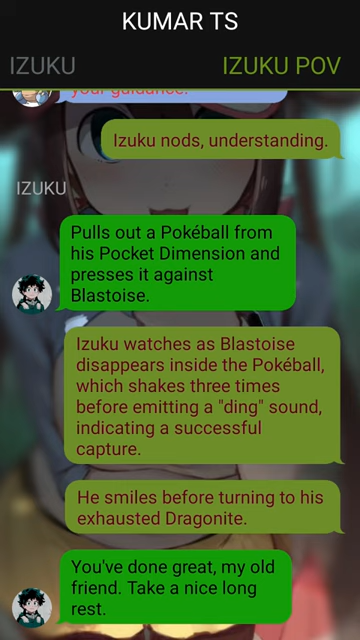 KUMAR TS
IZUKU
IZUKU POV
your guidance.
Izuku nods, understanding.
IZUKU
Pulls out a Pokéball from
his Pocket Dimension and
presses it against
Blastoise.
Izuku watches as Blastoise
disappears inside the Pokéball,
which shakes three times
before emitting a "ding" sound,
indicating a successful
capture.
He smiles before turning to his
exhausted Dragonite.
You've done great, my old
friend. Take a nice long
rest.